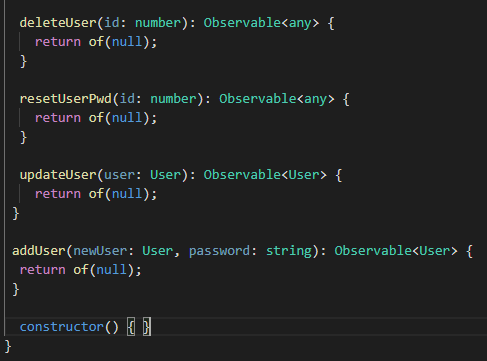 deleteUser(id: number): Observable<any> {
return of(null);
}
resetUserPwd(id: number): Observable<any> {
return of(null);
}
updateUser(user: User): Observable<User> {
return of(null);
}
addUser(newUser: User, password: string): Observable<User> {
return of(null);
}
constructor() { }
}